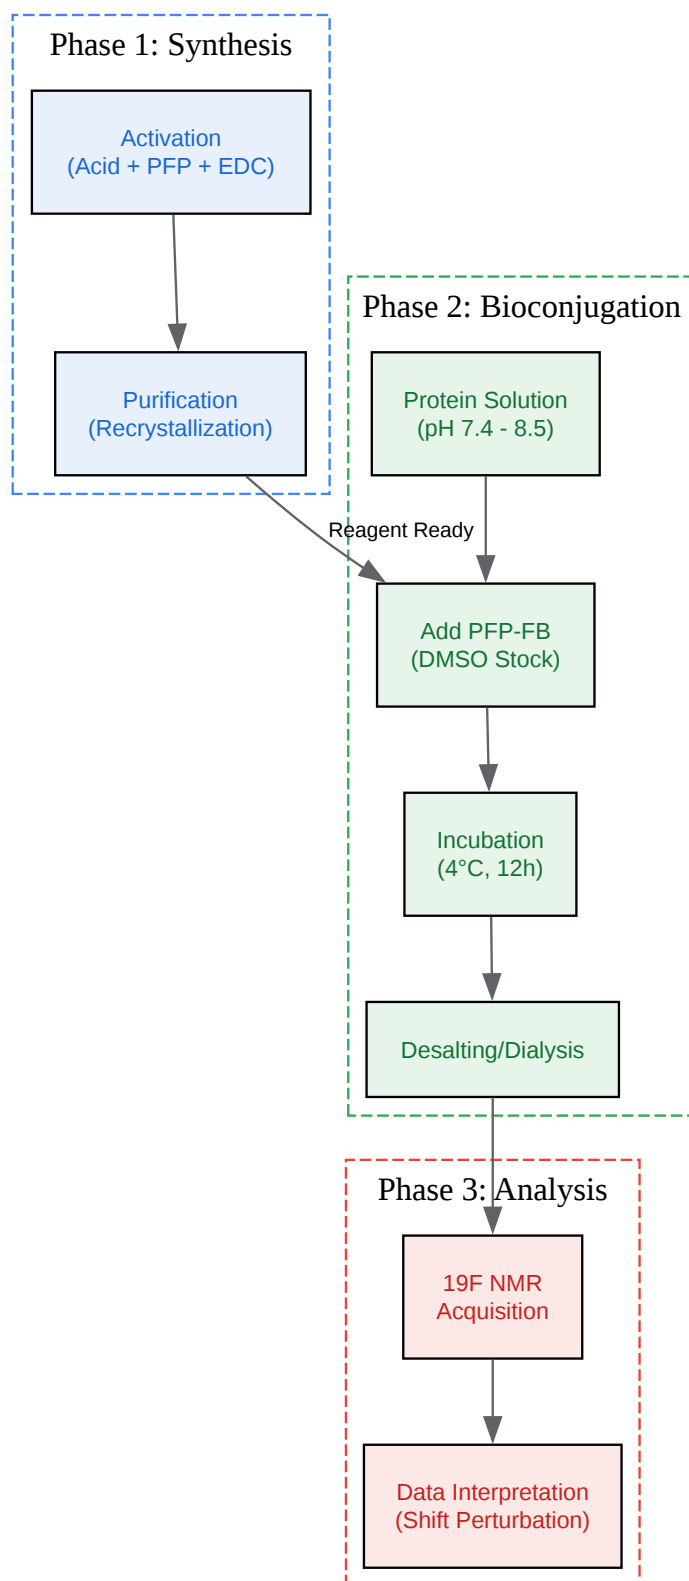 Phase 1: Synthesis
Activation
(Acid + PFP + EDC)
Purification
(Recrystallization)
Phase 2: Bioconjugation
Protein Solution
(pH 7.4 - 8.5)
Reagent Ready
Add PFP-FB
(DMSO Stock)
Incubation
(4°C, 12h)
Desalting/Dialysis
Phase 3: Analysis
19F NMR
Acquisition
Data Interpretation
(Shift Perturbation)